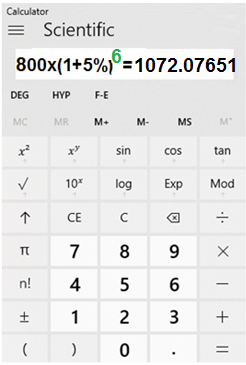 Calculator
Scientific
800x(1+5%)⁶=1072.07651
DEG HYP F-E
MC MR M+ M- MS M˅
x² xʸ sin cos tan
√ 10ˣ log Exp Mod
↑ CE C ⌫ ÷
π 7 8 9 ×
n! 4 5 6 −
± 1 2 3 +
( ) 0 . =